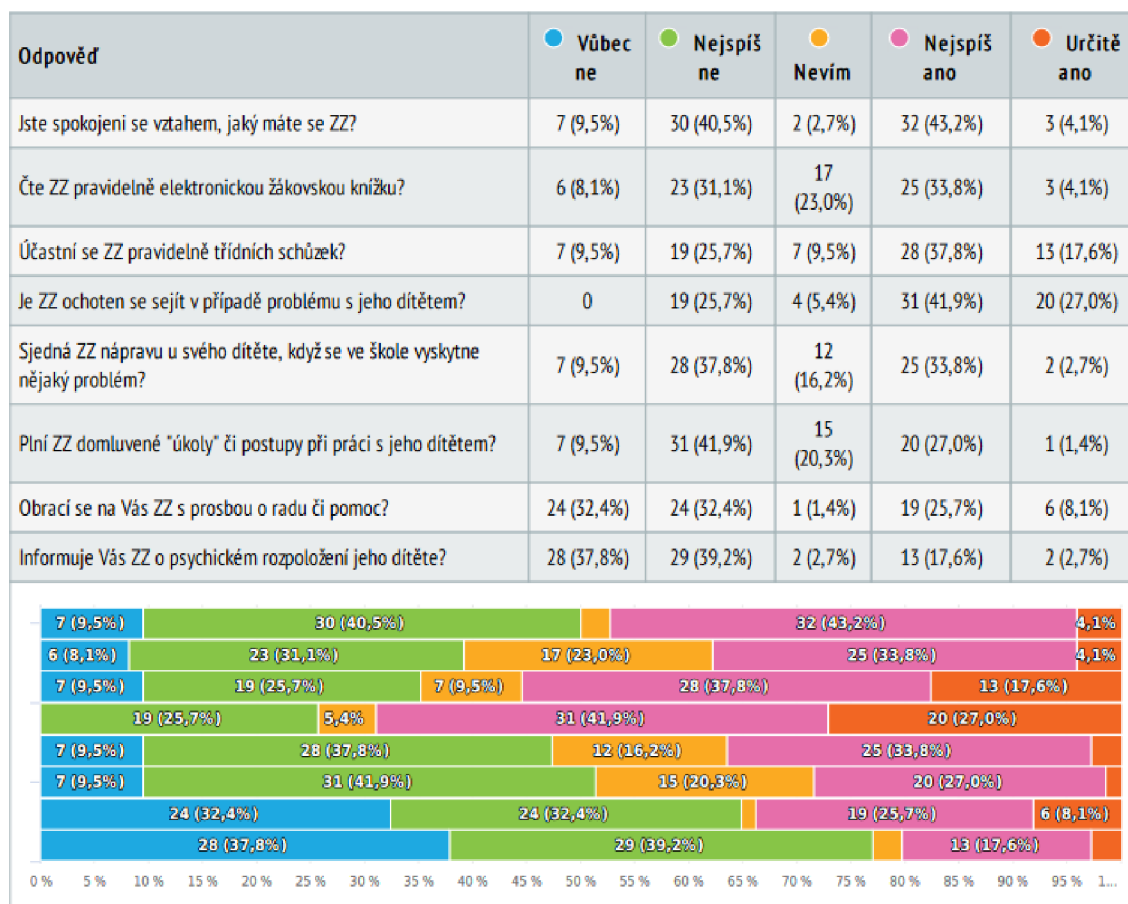 Odpověď Vůbec ne Nejspíš ne Nevím Nejspíš ano Určitě ano
Jste spokojeni se vztahem, jaký máte se ZZ? 7 (9,5%) 30 (40,5%) 2 (2,7%) 32 (43,2%) 3 (4,1%)
Čte ZZ pravidelně elektronickou žákovskou knížku? 6 (8,1%) 23 (31,1%) 17 (23,0%) 25 (33,8%) 3 (4,1%)
Účastní se ZZ pravidelně třídních schůzek? 7 (9,5%) 19 (25,7%) 7 (9,5%) 28 (37,8%) 13 (17,6%)
Je ZZ ochoten se sejít v případě problému s jeho dítětem? 0 19 (25,7%) 4 (5,4%) 31 (41,9%) 20 (27,0%)
Sjedná ZZ nápravu u svého dítěte, když se ve škole vyskytne
nějaký problém? 7 (9,5%) 28 (37,8%) 12 (16,2%) 25 (33,8%) 2 (2,7%)
Plní ZZ domluvené "úkoly" či postupy při práci s jeho dítětem? 7 (9,5%) 31 (41,9%) 15 (20,3%) 20 (27,0%) 1 (1,4%)
Obrací se na Vás ZZ s prosbou o radu či pomoc? 24 (32,4%) 24 (32,4%) 1 (1,4%) 19 (25,7%) 6 (8,1%)
Informuje Vás ZZ o psychickém rozpoložení jeho dítěte? 28 (37,8%) 29 (39,2%) 2 (2,7%) 13 (17,6%) 2 (2,7%)
7 (9,5%) 30 (40,5%) 32 (43,2%) 4,1%
6 (8,1%) 23 (31,1%) 17 (23,0%) 25 (33,8%) 4,1%
7 (9,5%) 19 (25,7%) 7 (9,5%) 28 (37,8%) 13 (17,6%)
19 (25,7%) 5,4% 31 (41,9%) 20 (27,0%)
7 (9,5%) 28 (37,8%) 12 (16,2%) 25 (33,8%)
7 (9,5%) 31 (41,9%) 15 (20,3%) 20 (27,0%)
24 (32,4%) 24 (32,4%) 19 (25,7%) 6 (8,1%)
28 (37,8%) 29 (39,2%) 13 (17,6%)
0 % 5 % 10 % 15 % 20 % 25 % 30 % 35 % 40 % 45 % 50 % 55 % 60 % 65 % 70 % 75 % 80 % 85 % 90 % 95 % 1...